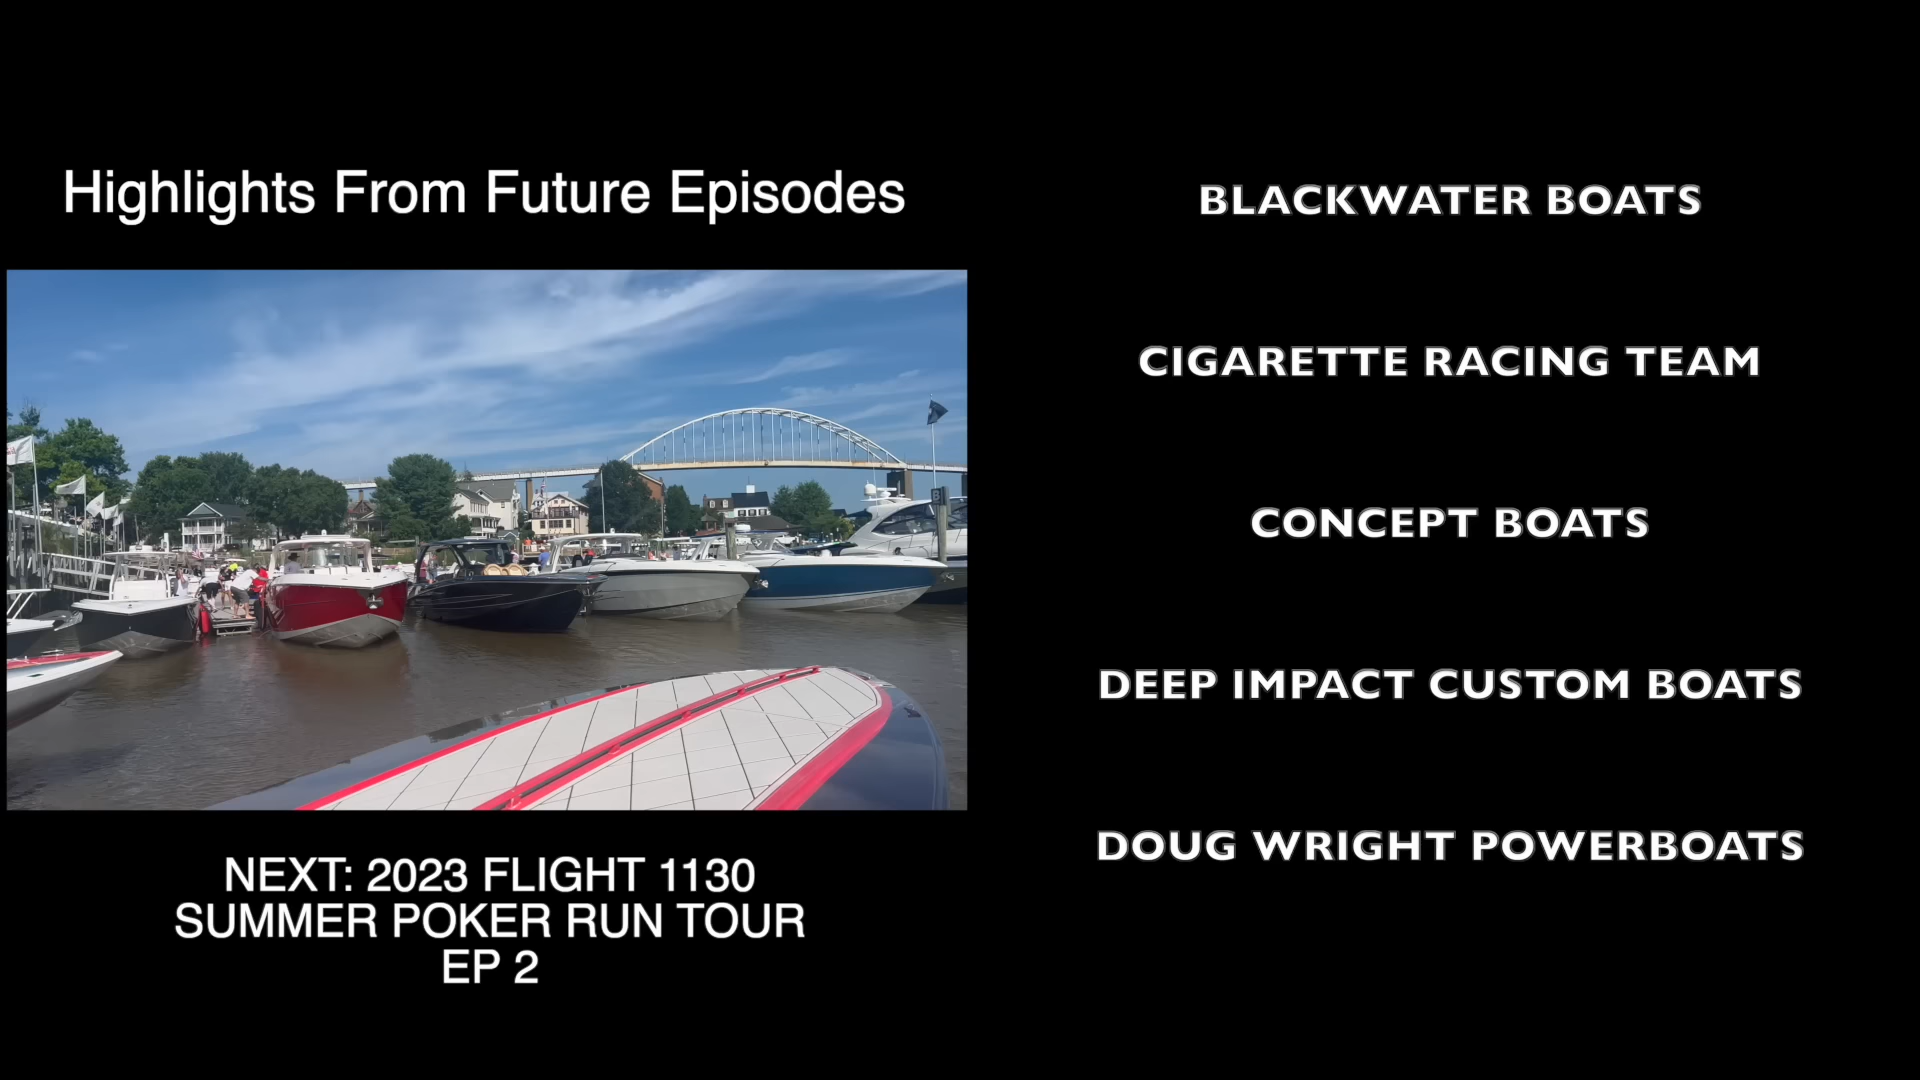 Highlights From Future Episodes
NEXT: 2023 FLIGHT 1130
SUMMER POKER RUN TOUR
EP 2
BLACKWATER BOATS
CIGARETTE RACING TEAM
CONCEPT BOATS
DEEP IMPACT CUSTOM BOATS
DOUG WRIGHT POWERBOATS